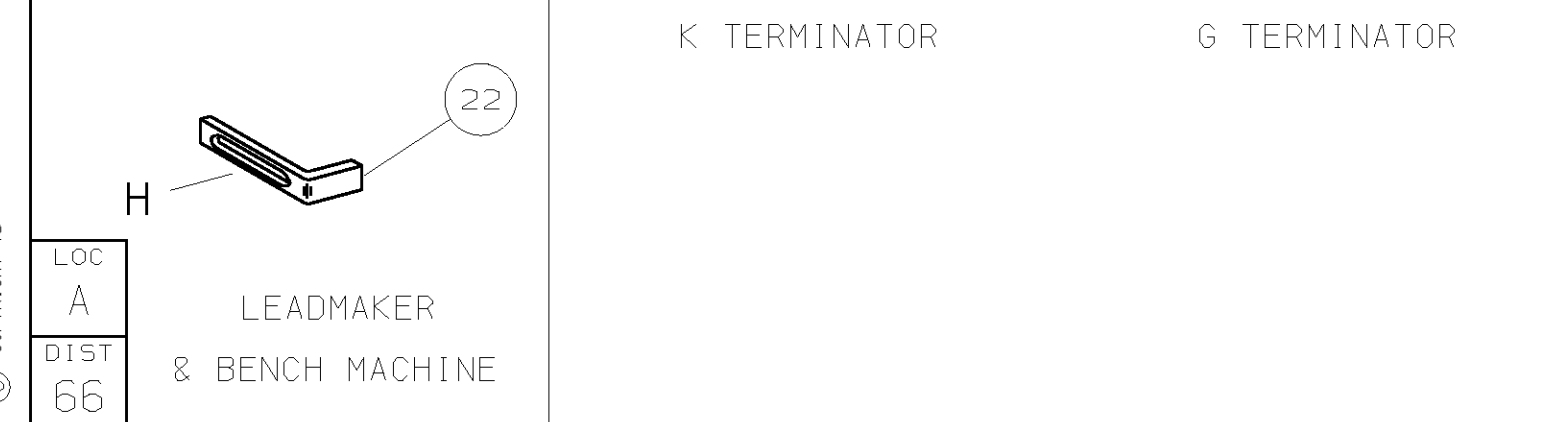 K TERMINATOR
G TERMINATOR
22
H
LOC
A
LEADMAKER
& BENCH MACHINE
DIST
66